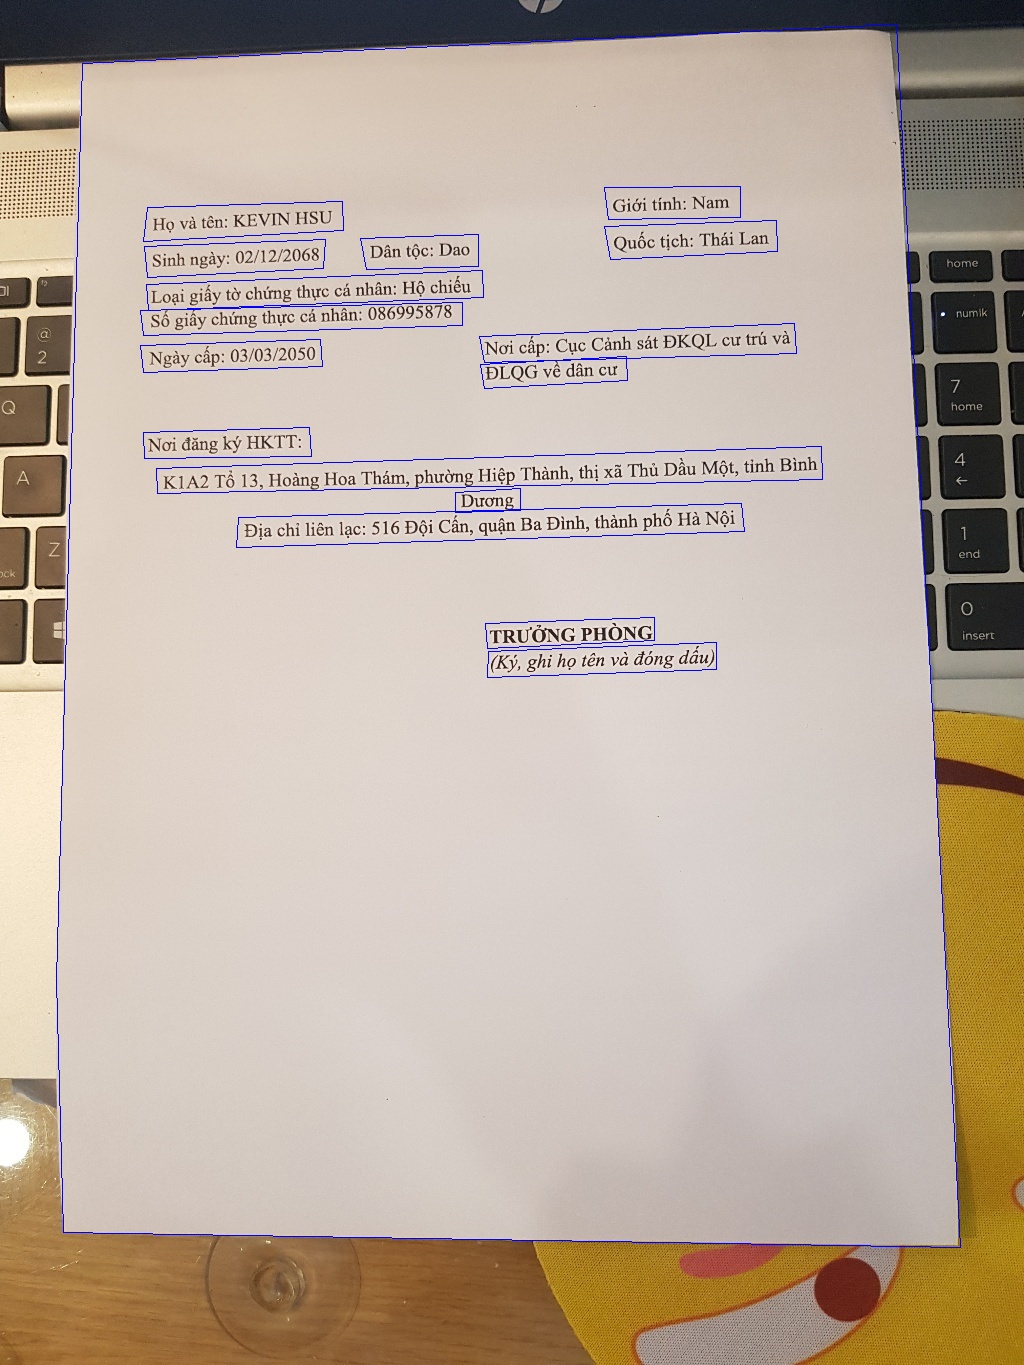 Họ và tên: KEVIN HSU
Giới tính: Nam
Sinh ngày: 02/12/2068
Dân tộc: Dao
Quốc tịch: Thái Lan
Loại giấy tờ chứng thực cá nhân: Hộ chiếu
Số giấy chứng thực cá nhân: 086995878
Ngày cấp: 03/03/2050
Nơi cấp: Cục Cảnh sát ĐKQL cư trú và
ĐLQG về dân cư
Nơi đăng ký HKTT:
K1A2 Tổ 13, Hoàng Hoa Thám, phường Hiệp Thành, thị xã Thủ Dầu Một, tỉnh Bình
Dương
Địa chỉ liên lạc: 516 Đội Cấn, quận Ba Đình, thành phố Hà Nội
TRƯỞNG PHÒNG
(Ký, ghi họ tên và đóng dấu)
hp
home
numlk
@
2
Q
7
home
A
4
←
Z
1
end
0
insert